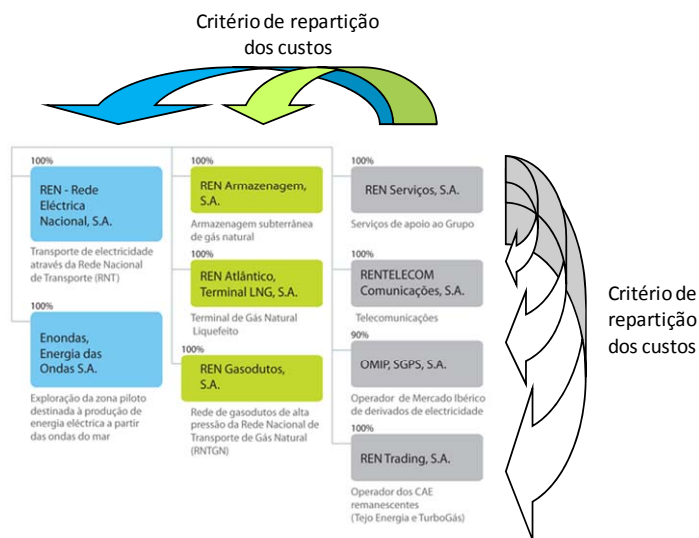 Critério de repartição
dos custos
100%
REN - Rede
Eléctrica
Nacional, S.A.
Transporte de electricidade
através da Rede Nacional
de Transporte (RNT)
100%
Enondas,
Energia das
Ondas S.A.
Exploração da zona piloto
destinada à produção de
energia eléctrica a partir
das ondas do mar
100%
REN Armazenagem,
S.A.
Armazenagem subterrânea
de gás natural
100%
REN Atlântico,
Terminal LNG, S.A.
Terminal de Gás Natural
Liquefeito
100%
REN Gasodutos,
S.A.
Rede de gasodutos de alta
pressão da Rede Nacional de
Transporte de Gás Natural
(RNTGN)
100%
REN Serviços, S.A.
Serviços de apoio ao Grupo
100%
RENTELECOM
Comunicações, S.A.
Telecomunicações
90%
OMIP, SGPS, S.A.
Operador de Mercado Ibérico
de derivados de electricidade
100%
REN Trading, S.A.
Operador dos CAE
remanescentes
(Tejo Energia e TurboGás)
Critério de
repartição
dos custos